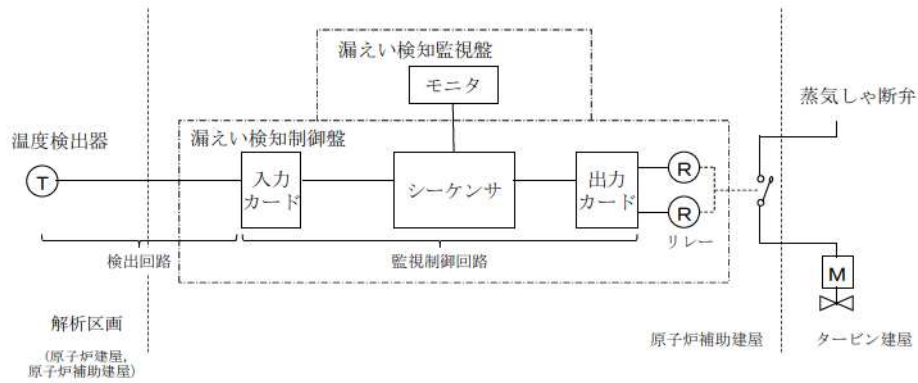 漏えい検知監視盤
モニタ
蒸気しゃ断弁
漏えい検知制御盤
温度検出器
T
入力
カード
シーケンサ
出力
カード
R
R
リレー
検出回路
監視制御回路
M
解析区画
(原子炉建屋,
原子炉補助建屋)
原子炉補助建屋
タービン建屋